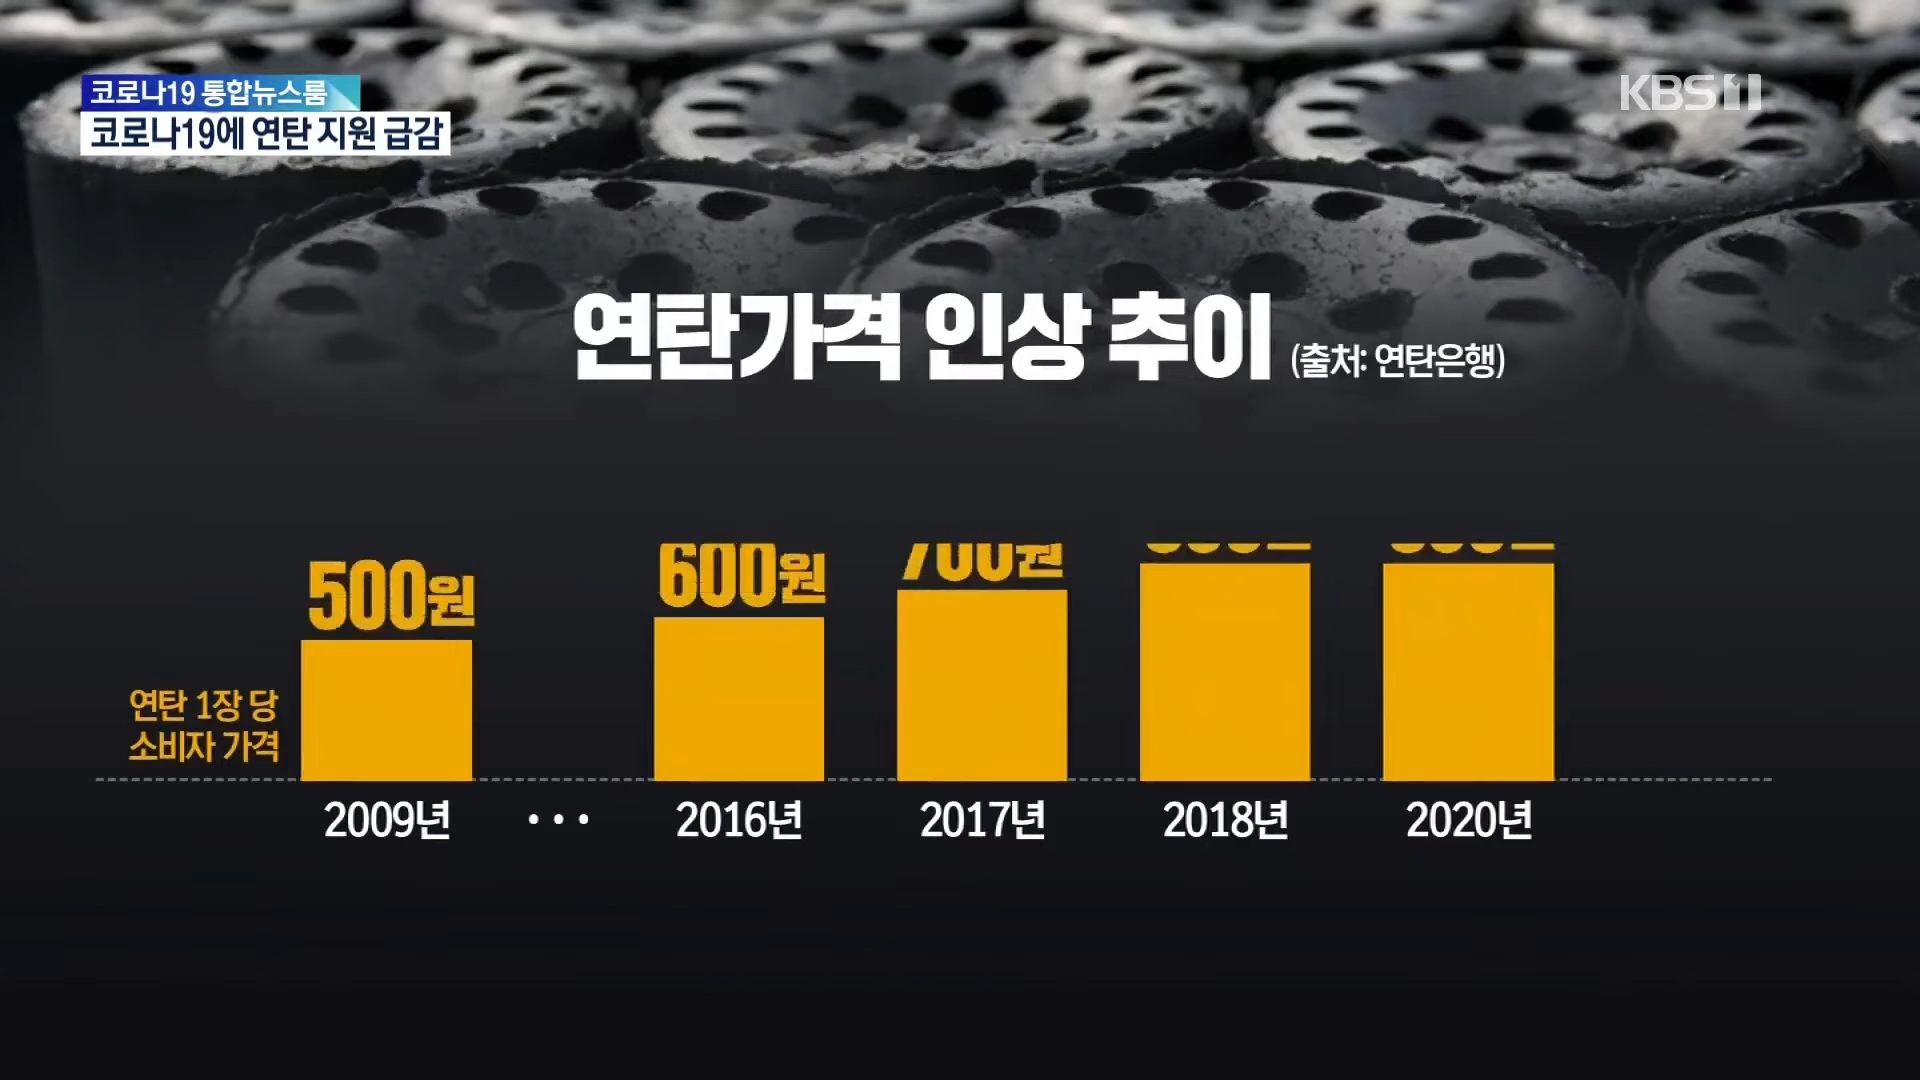 코로나19 통합뉴스룸
코로나19에 연탄 지원 급감
KBS 1
연탄가격 인상 추이 (출처: 연탄은행)
500원 600원 700원
연탄 1장 당
소비자 가격
2009년 ··· 2016년 2017년 2018년 2020년